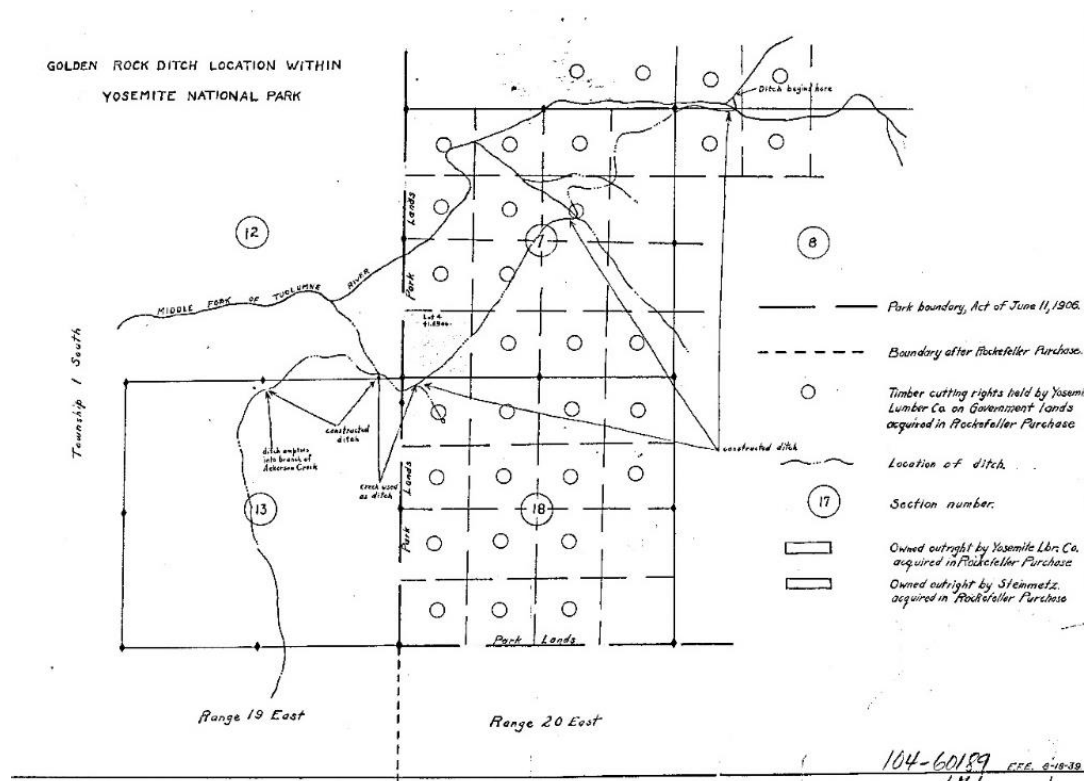 GOLDEN ROCK DITCH LOCATION WITHIN
YOSEMITE NATIONAL PARK
Ditch begins here
12
7
8
Park Lands
MIDDLE FORK OF TUOLUMNE RIVER
Lot 4
Township 1 South
constructed
ditch
ditch empties
into branch of
Ackerson Creek
Creek used
as ditch
constructed ditch
13
Park Lands
18
Park Lands
Range 19 East
Range 20 East
Park boundary, Act of June 11, 1906.
Boundary after Rockefeller Purchase.
Timber cutting rights held by Yosemi
Lumber Co. on Government lands
acquired in Rockefeller Purchase
Location of ditch.
17
Section number.
Owned outright by Yosemite Lbr. Co.
acquired in Rockefeller Purchase
Owned outright by Steinmetz.
acquired in Rockefeller Purchase
104-60189